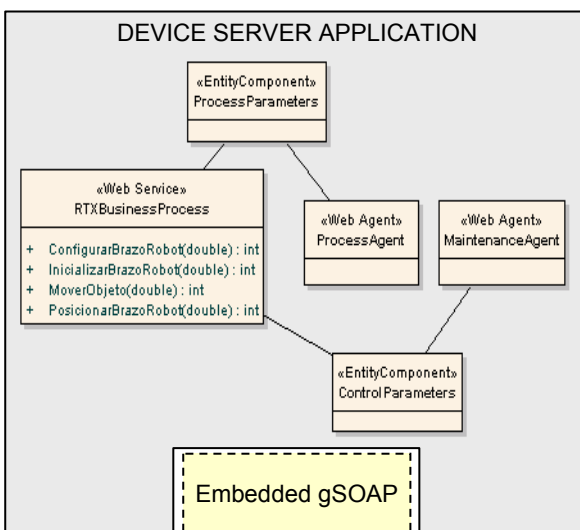 DEVICE SERVER APPLICATION
«EntityComponent»
ProcessParameters
«Web Service»
RTXBusinessProcess
+ ConfigurarBrazoRobot(double) : int
+ InicializarBrazoRobot(double) : int
+ MoverObjeto(double) : int
+ PosicionarBrazoRobot(double) : int
«Web Agent»
ProcessAgent
«Web Agent»
MaintenanceAgent
«EntityComponent»
ControlParameters
Embedded gSOAP